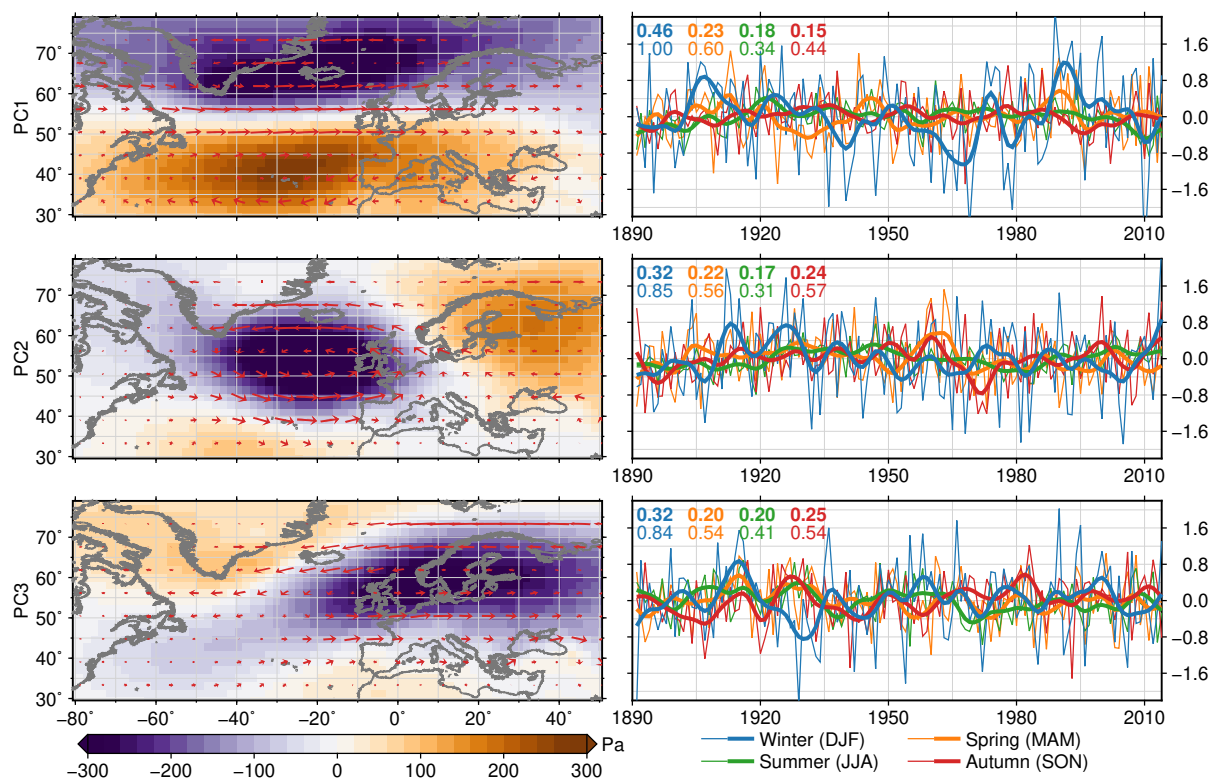 PC1
70˚
60˚
50˚
40˚
30˚
0.46 0.23 0.18 0.15
1.00 0.60 0.34 0.44
1.6
0.8
0.0
−0.8
−1.6
1890 1920 1950 1980 2010
PC2
70˚
60˚
50˚
40˚
30˚
0.32 0.22 0.17 0.24
0.85 0.56 0.31 0.57
1.6
0.8
0.0
−0.8
−1.6
1890 1920 1950 1980 2010
PC3
70˚
60˚
50˚
40˚
30˚
0.32 0.20 0.20 0.25
0.84 0.54 0.41 0.54
1.6
0.8
0.0
−0.8
−1.6
−80˚ −60˚ −40˚ −20˚ 0˚ 20˚ 40˚
1890 1920 1950 1980 2010
Pa
−300 −200 −100 0 100 200 300
Winter (DJF) Spring (MAM)
Summer (JJA) Autumn (SON)